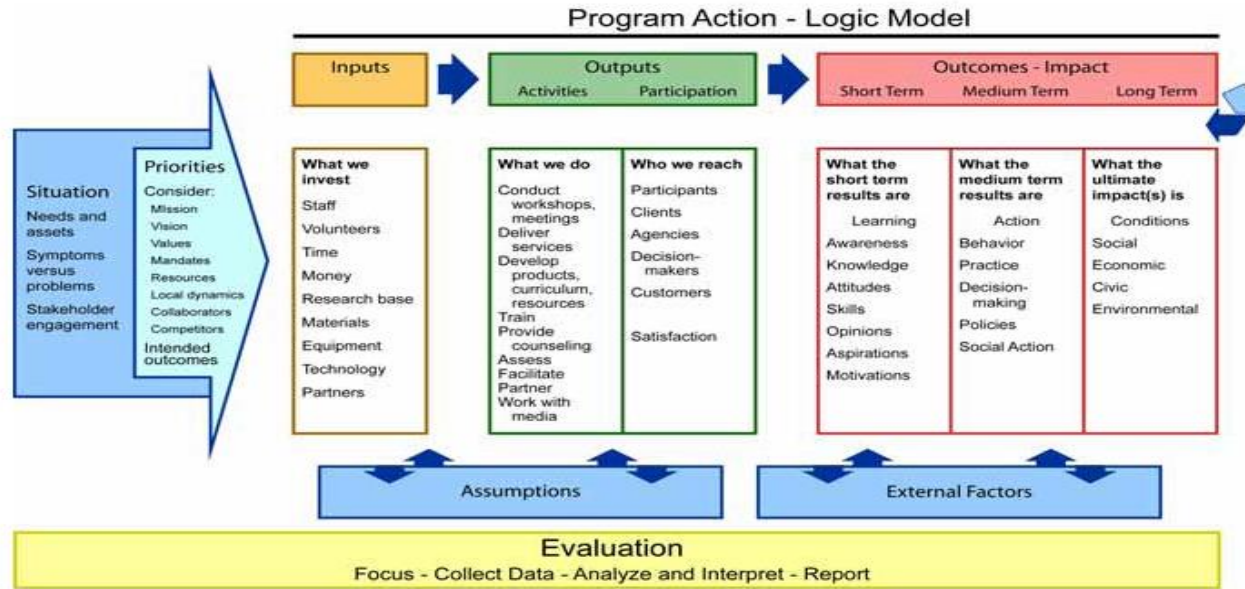 Program Action - Logic Model
Inputs
Outputs
Activities Participation
Outcomes - Impact
Short Term Medium Term Long Term
Situation
Needs and
assets
Symptoms
versus
problems
Stakeholder
engagement
Priorities
Consider:
Mission
Vision
Values
Mandates
Resources
Local dynamics
Collaborators
Competitors
Intended
outcomes
What we
invest
Staff
Volunteers
Time
Money
Research base
Materials
Equipment
Technology
Partners
What we do
Conduct
workshops,
meetings
Deliver
services
Develop
products,
curriculum,
resources
Train
Provide
counseling
Assess
Facilitate
Partner
Work with
media
Who we reach
Participants
Clients
Agencies
Decision-
makers
Customers
Satisfaction
What the
short term
results are
Learning
Awareness
Knowledge
Attitudes
Skills
Opinions
Aspirations
Motivations
What the
medium term
results are
Action
Behavior
Practice
Decision-
making
Policies
Social Action
What the
ultimate
impact(s) is
Conditions
Social
Economic
Civic
Environmental
Assumptions
External Factors
Evaluation
Focus - Collect Data - Analyze and Interpret - Report